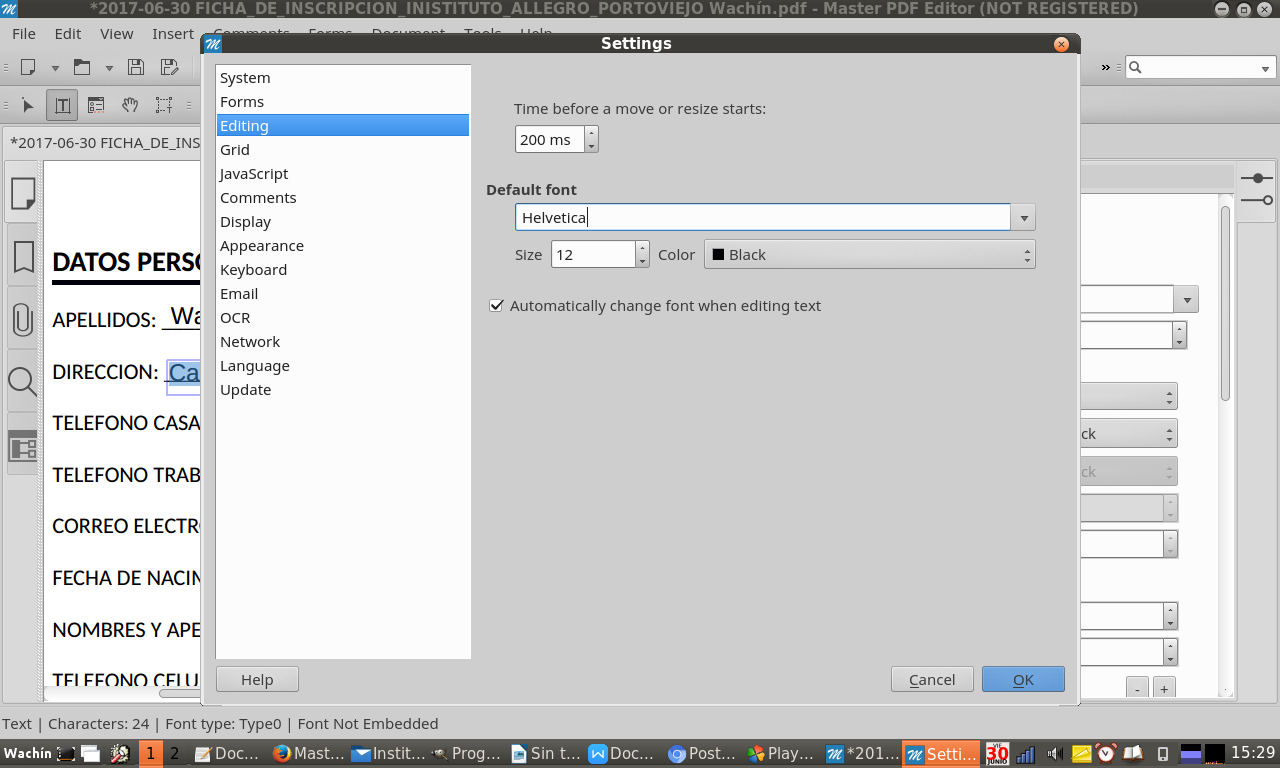 *2017-06-30 FICHA_DE_INSCRIPCION_INISTITUTO_ALLEGRO_PORTOVIEJO Wachín.pdf - Master PDF Editor (NOT REGISTERED)
File Edit View Insert Comments Forms Document Tools Help
Settings
»
*2017-06-30 FICHA_DE_INS
System
Forms
Editing
Grid
JavaScript
Comments
Display
Appearance
Keyboard
Email
OCR
Network
Language
Update
Time before a move or resize starts:
200 ms
Default font
Helvetica
Size 12 Color Black
Automatically change font when editing text
DATOS PERSO
APELLIDOS: Wa
DIRECCION: Ca
TELEFONO CASA
TELEFONO TRAB
CORREO ELECTRO
FECHA DE NACIN
NOMBRES Y APE
TELEFONO CELU
ck
ck
- +
Help Cancel OK
Text | Characters: 24 | Font type: Type0 | Font Not Embedded
Wachín 1 2 Doc... Mast... Instit... Prog... Sin t... Doc... Post... Play... *201... Setti... VIE 30 JUNIO 15:29